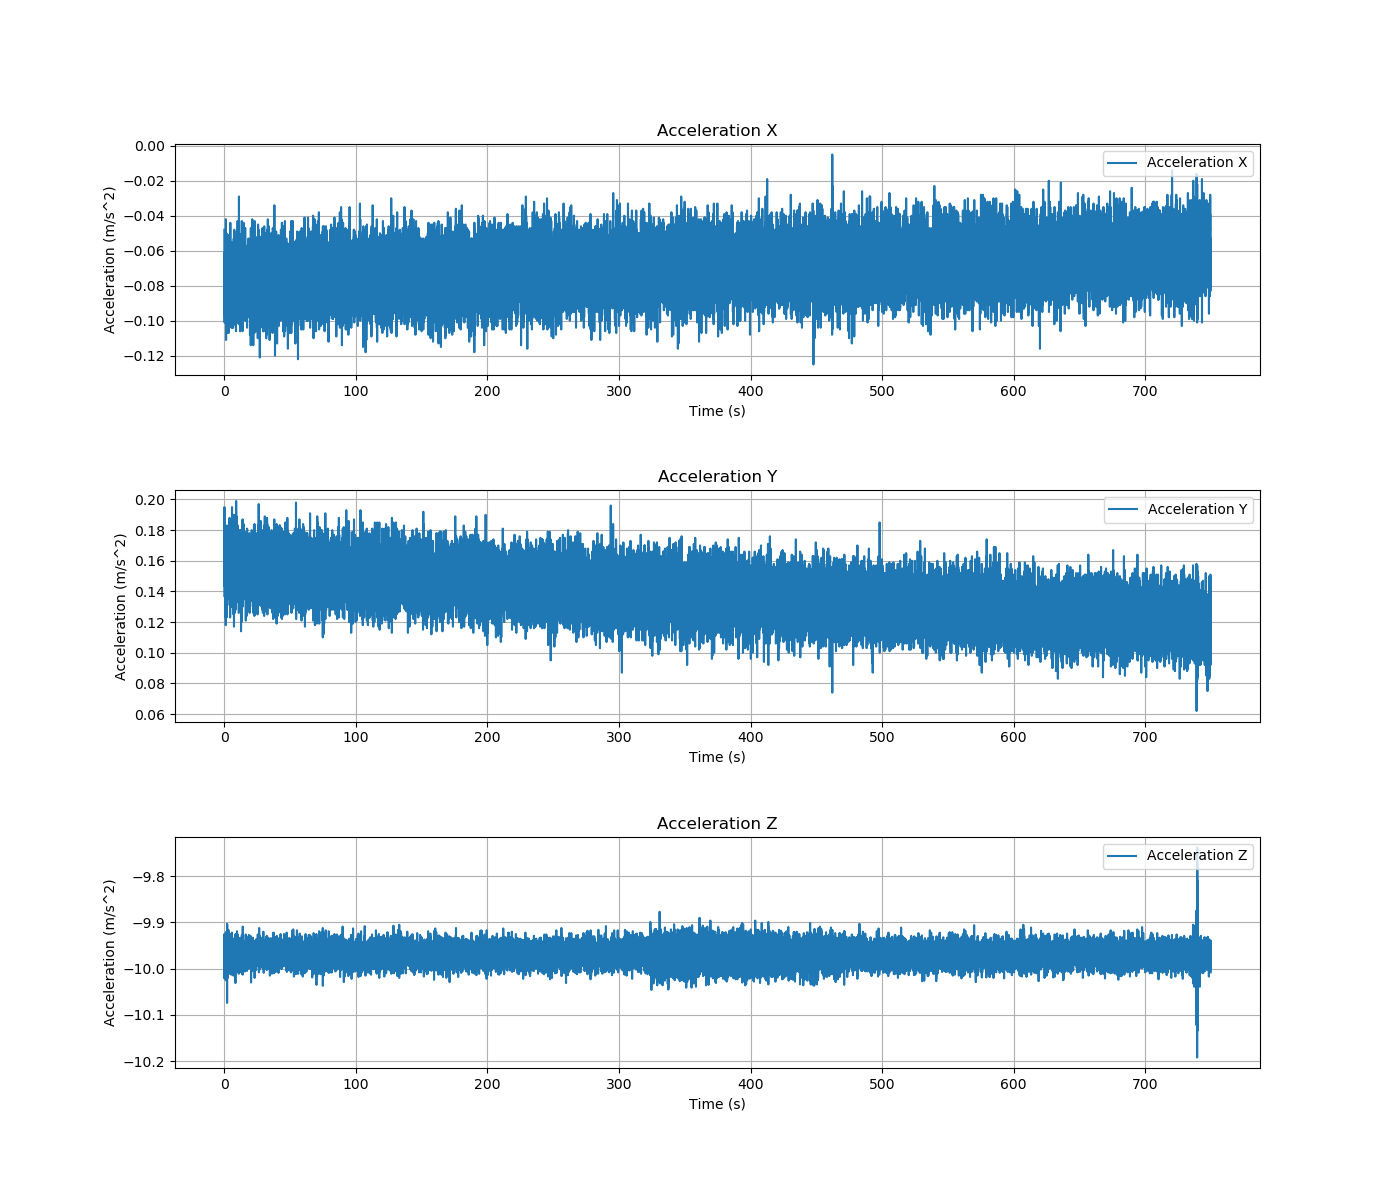 Acceleration X
Acceleration X
0.00
−0.02
−0.04
−0.06
−0.08
−0.10
−0.12
Acceleration (m/s^2)
0 100 200 300 400 500 600 700
Time (s)
Acceleration Y
Acceleration Y
0.20
0.18
0.16
0.14
0.12
0.10
0.08
0.06
Acceleration (m/s^2)
0 100 200 300 400 500 600 700
Time (s)
Acceleration Z
Acceleration Z
−9.8
−9.9
−10.0
−10.1
−10.2
Acceleration (m/s^2)
0 100 200 300 400 500 600 700
Time (s)